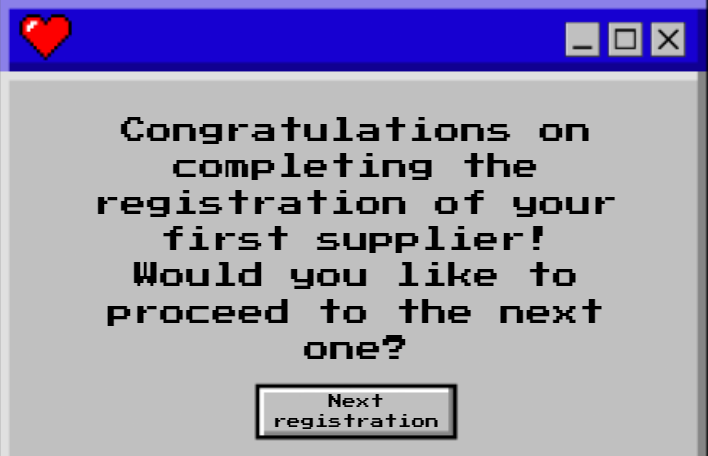 Congratulations on
completing the
registration of your
first supplier!
Would you like to
proceed to the next
one?
Next
registration